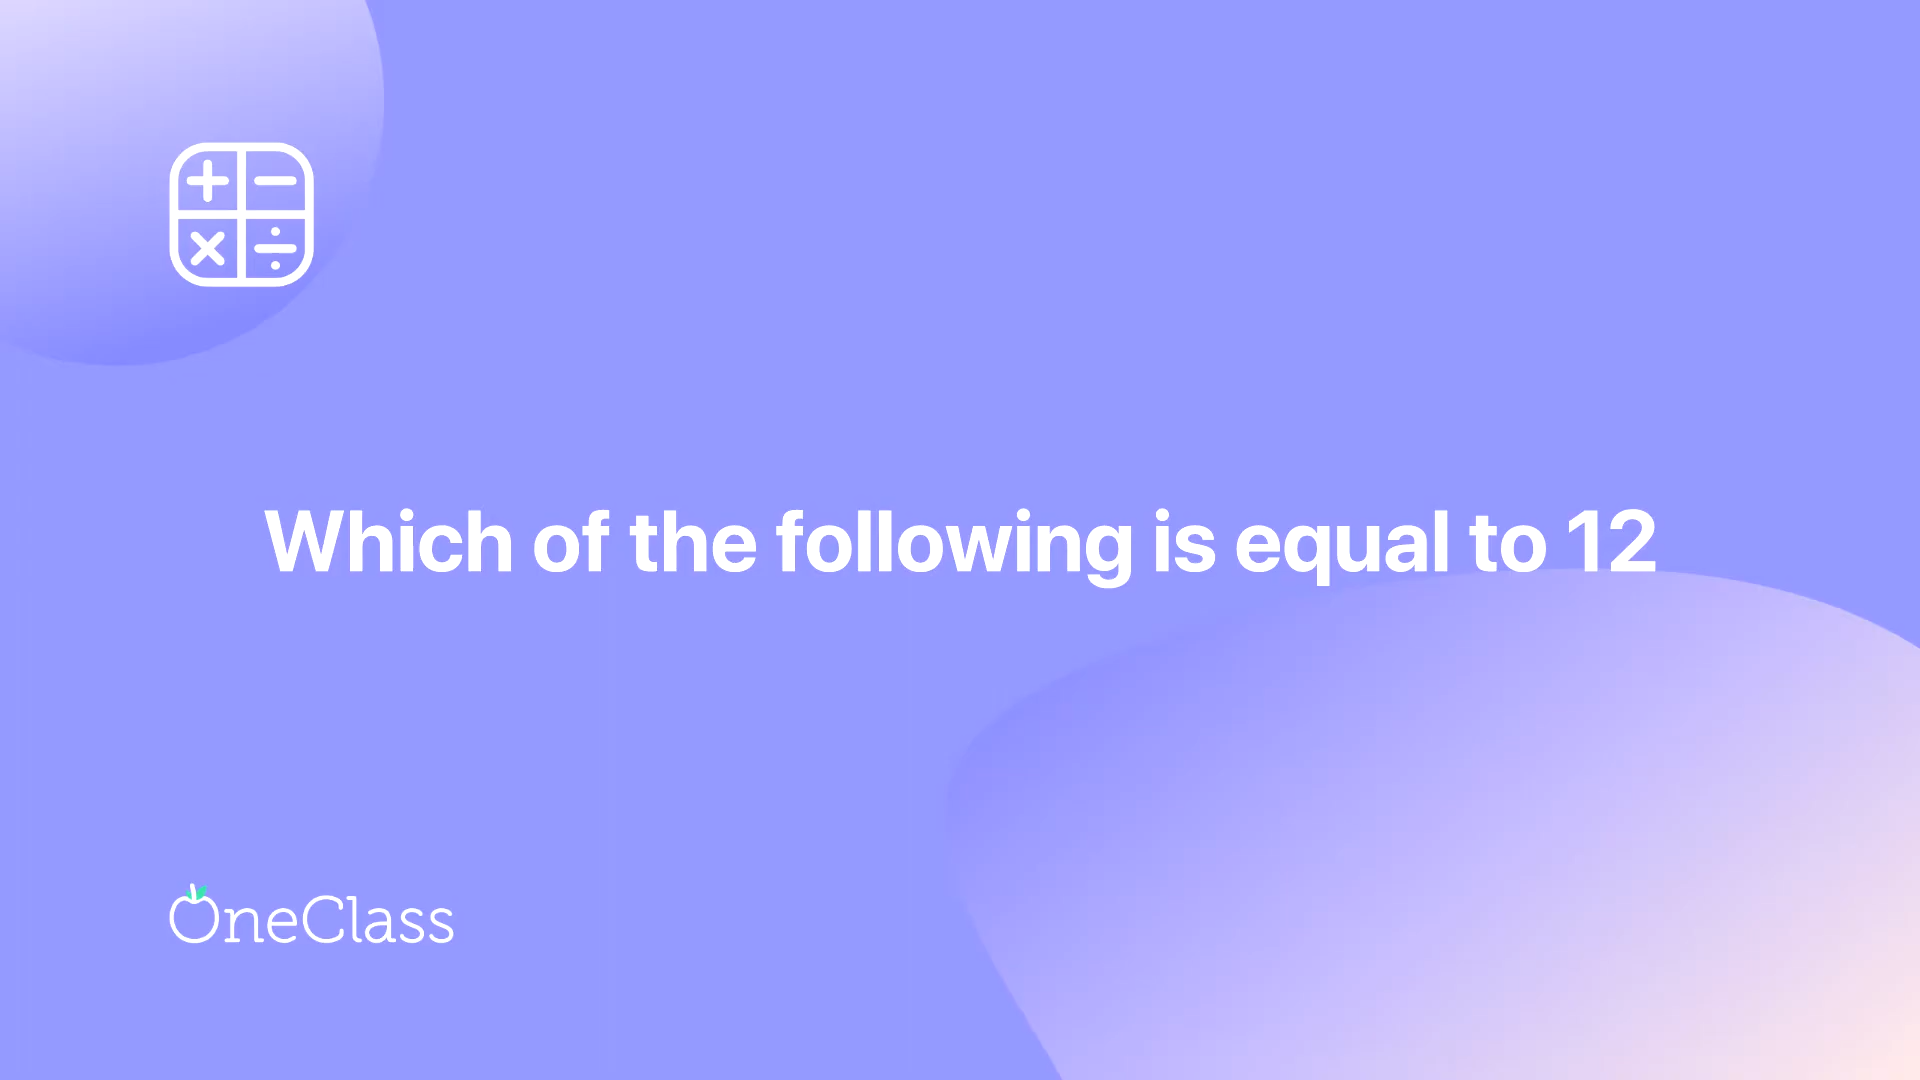 Which of the following is equal to 12
OneClass